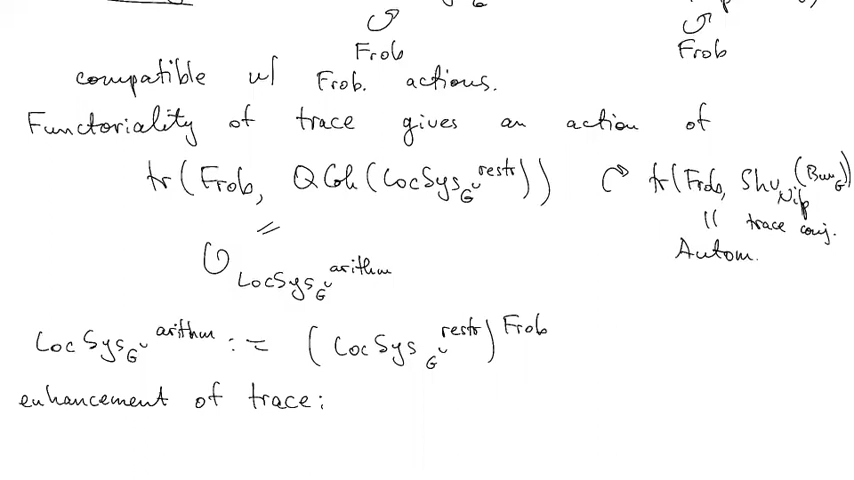 Frob Frob
compatible w/ Frob. actions.
Functoriality of trace gives an action of
tr(Frob, QCoh(LocSys_Ǧ^restr)) ↷ tr(Frob, Shv_Nilp(Bun_G))
= || trace conj.
O_LocSys_Ǧ^arithm Autom.
LocSys_Ǧ^arithm := (LocSys_Ǧ^restr)^Frob
enhancement of trace: